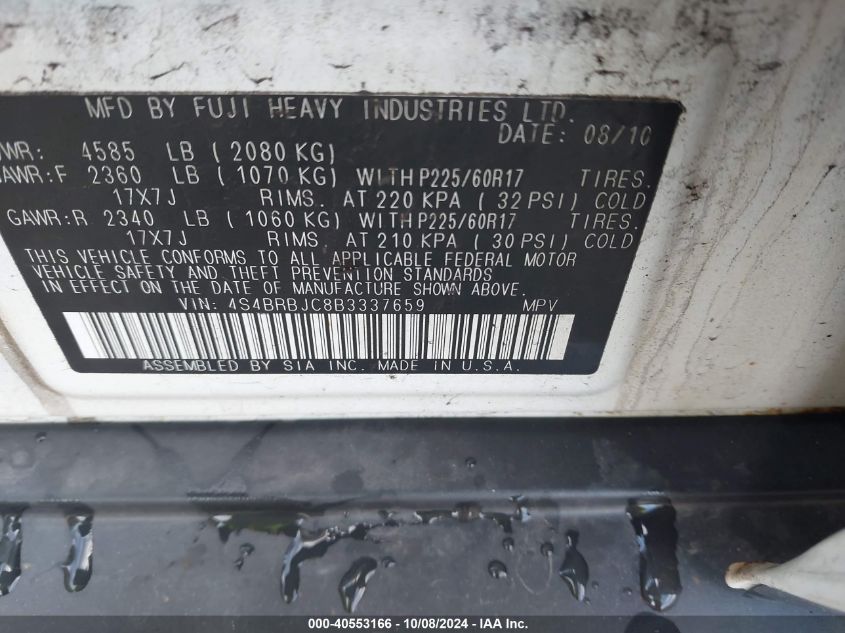 MFD BY FUJI HEAVY INDUSTRIES LTD.
DATE: 08/10
4585 LB ( 2080 KG)
GAWR:F 2360 LB ( 1070 KG) WITH P225/60R17 TIRES.
17X7J RIMS. AT 220 KPA ( 32 PSI) COLD
GAWR:R 2340 LB ( 1060 KG) WITH P225/60R17 TIRES.
17X7J RIMS. AT 210 KPA ( 30 PSI) COLD
THIS VEHICLE CONFORMS TO ALL APPLICABLE FEDERAL MOTOR
VEHICLE SAFETY AND THEFT PREVENTION STANDARDS
IN EFFECT ON THE DATE OF MANUFACTURE SHOWN ABOVE.
VIN: 4S4BRBJC8B3337659 MPV
ASSEMBLED BY SIA INC. MADE IN U.S.A.
000-40553166 - 10/08/2024 - IAA Inc.